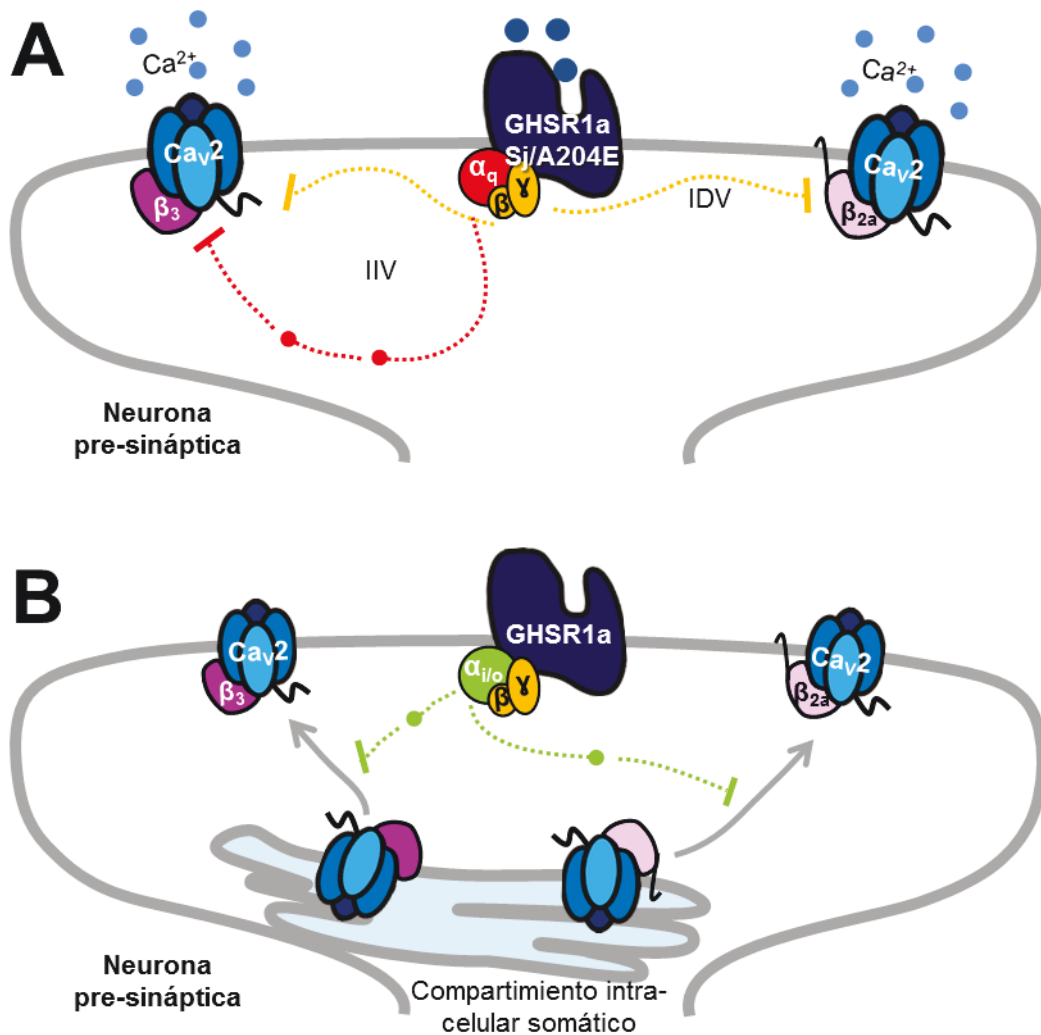 A
Ca2+
Ca2+
CaV2
β3
GHSR1a
Sj/A204E
αq
β
γ
IDV
CaV2
β2a
IIV
Neurona
pre-sináptica
B
CaV2
β3
GHSR1a
αi/o
β
γ
CaV2
β2a
Neurona
pre-sináptica
Compartimiento intra-
celular somático